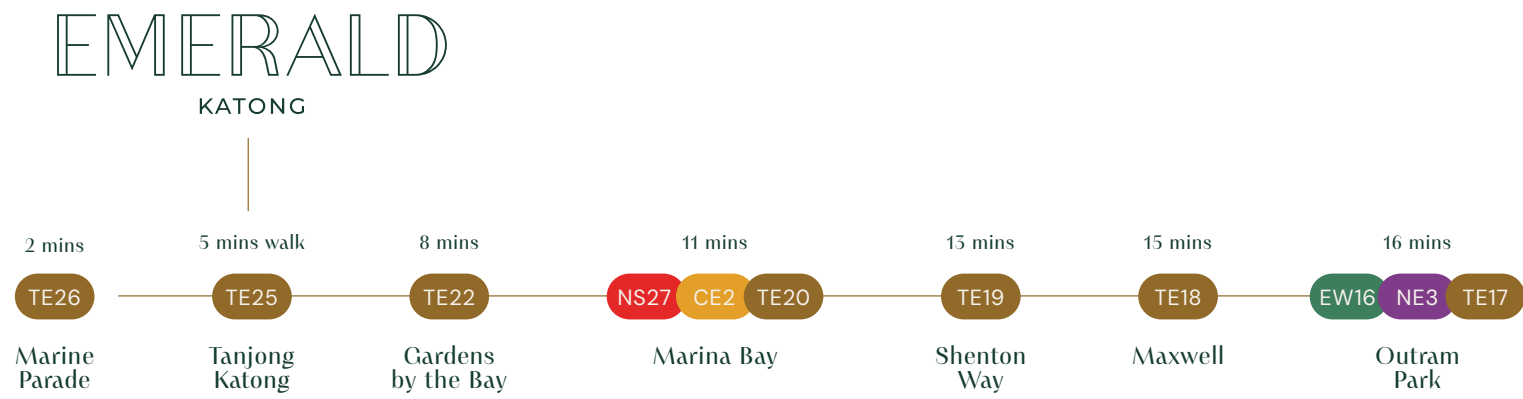 EMERALD
KATONG
2 mins
5 mins walk
8 mins
11 mins
13 mins
15 mins
16 mins
TE26
TE25
TE22
NS27 CE2 TE20
TE19
TE18
EW16 NE3 TE17
Marine
Parade
Tanjong
Katong
Gardens
by the Bay
Marina Bay
Shenton
Way
Maxwell
Outram
Park